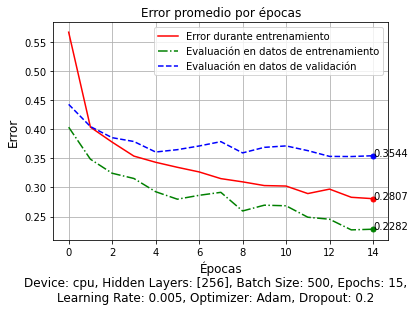 Error promedio por épocas
Error durante entrenamiento
Evaluación en datos de entrenamiento
Evaluación en datos de validación
0.55
0.50
0.45
0.40
0.35
0.30
0.25
Error
0.3544
0.2807
0.2282
0 2 4 6 8 10 12 14
Épocas
Device: cpu, Hidden Layers: [256], Batch Size: 500, Epochs: 15,
Learning Rate: 0.005, Optimizer: Adam, Dropout: 0.2